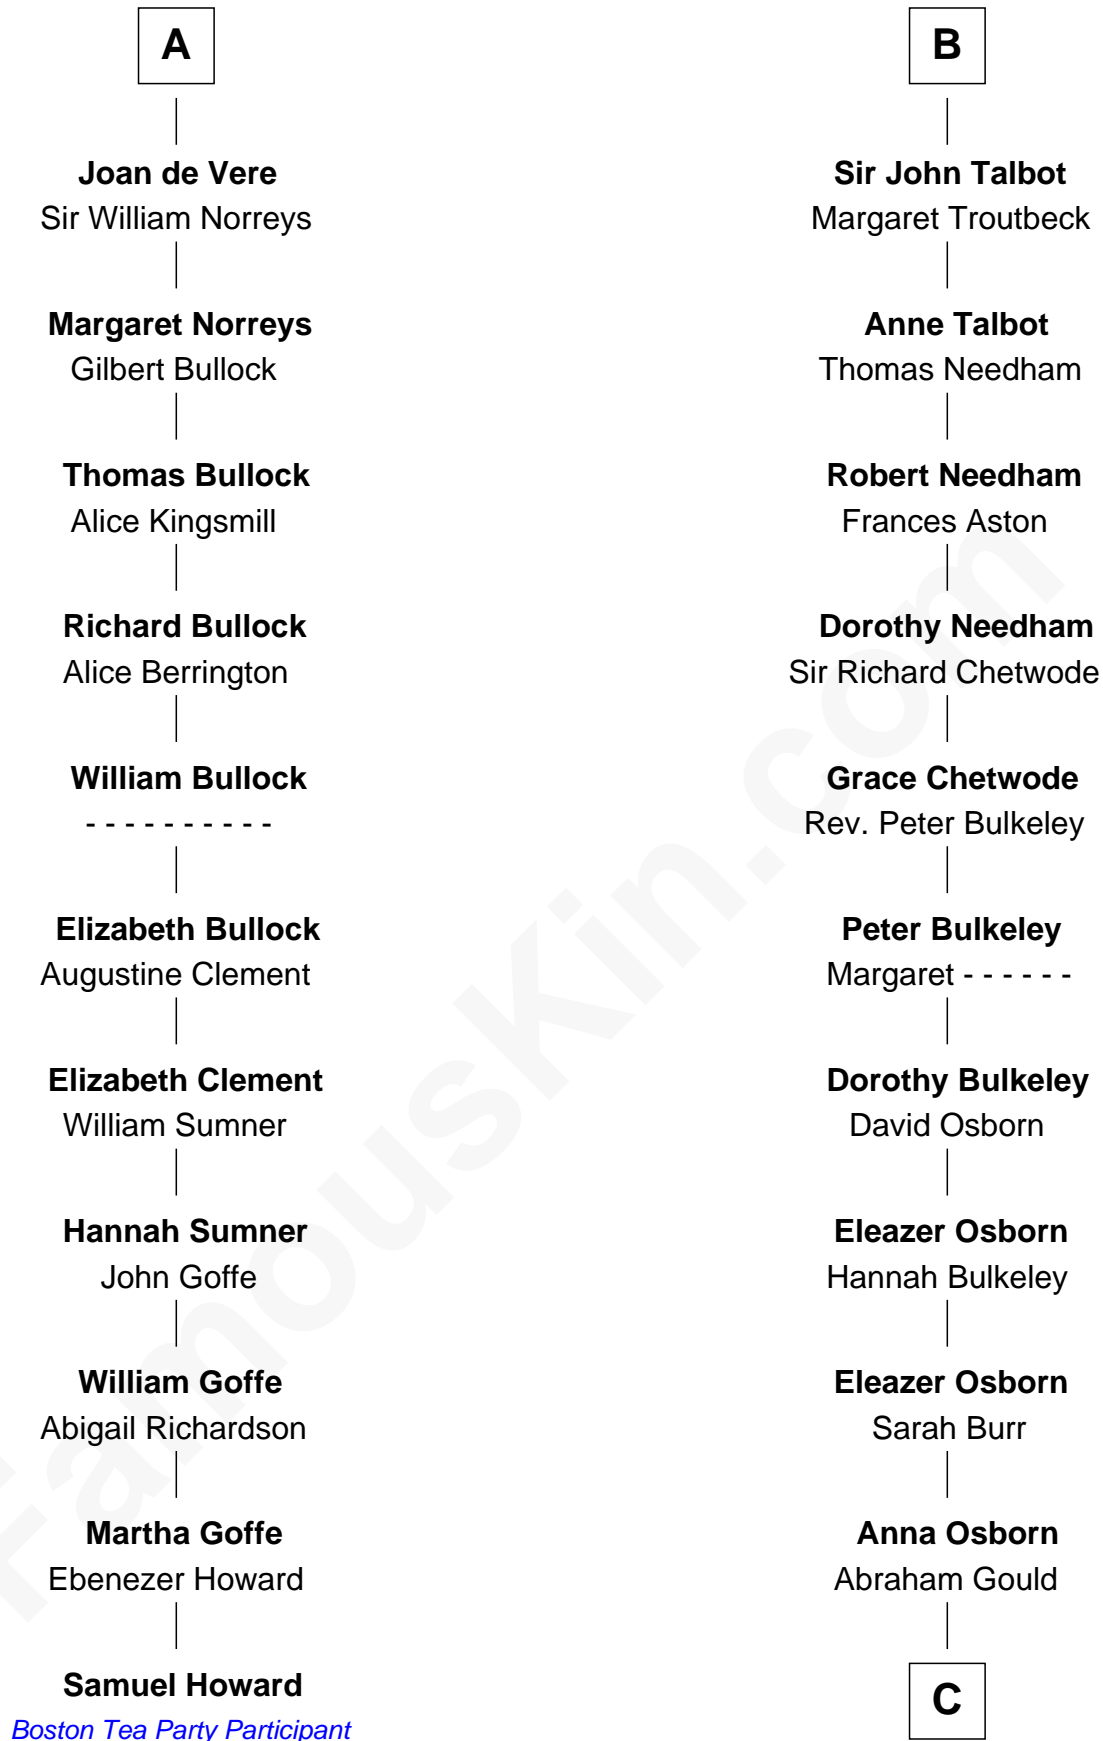 A
Joan de Vere
Sir William Norreys
Margaret Norreys
Gilbert Bullock
Thomas Bullock
Alice Kingsmill
Richard Bullock
Alice Berrington
William Bullock
- - - - - - - - - -
Elizabeth Bullock
Augustine Clement
Elizabeth Clement
William Sumner
Hannah Sumner
John Goffe
William Goffe
Abigail Richardson
Martha Goffe
Ebenezer Howard
Samuel Howard
Boston Tea Party Participant
B
Sir John Talbot
Margaret Troutbeck
Anne Talbot
Thomas Needham
Robert Needham
Frances Aston
Dorothy Needham
Sir Richard Chetwode
Grace Chetwode
Rev. Peter Bulkeley
Peter Bulkeley
Margaret - - - - - -
Dorothy Bulkeley
David Osborn
Eleazer Osborn
Hannah Bulkeley
Eleazer Osborn
Sarah Burr
Anna Osborn
Abraham Gould
C
FamousKin.com